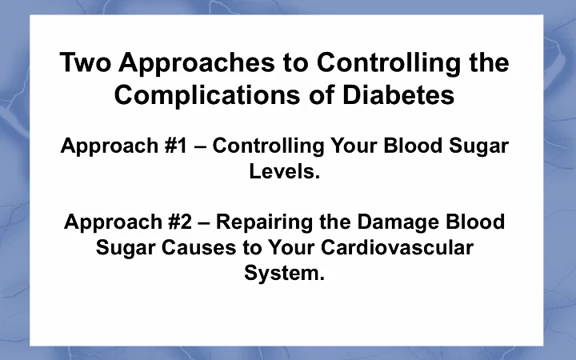 Two Approaches to Controlling the
Complications of Diabetes
Approach #1 – Controlling Your Blood Sugar
Levels.
Approach #2 – Repairing the Damage Blood
Sugar Causes to Your Cardiovascular
System.